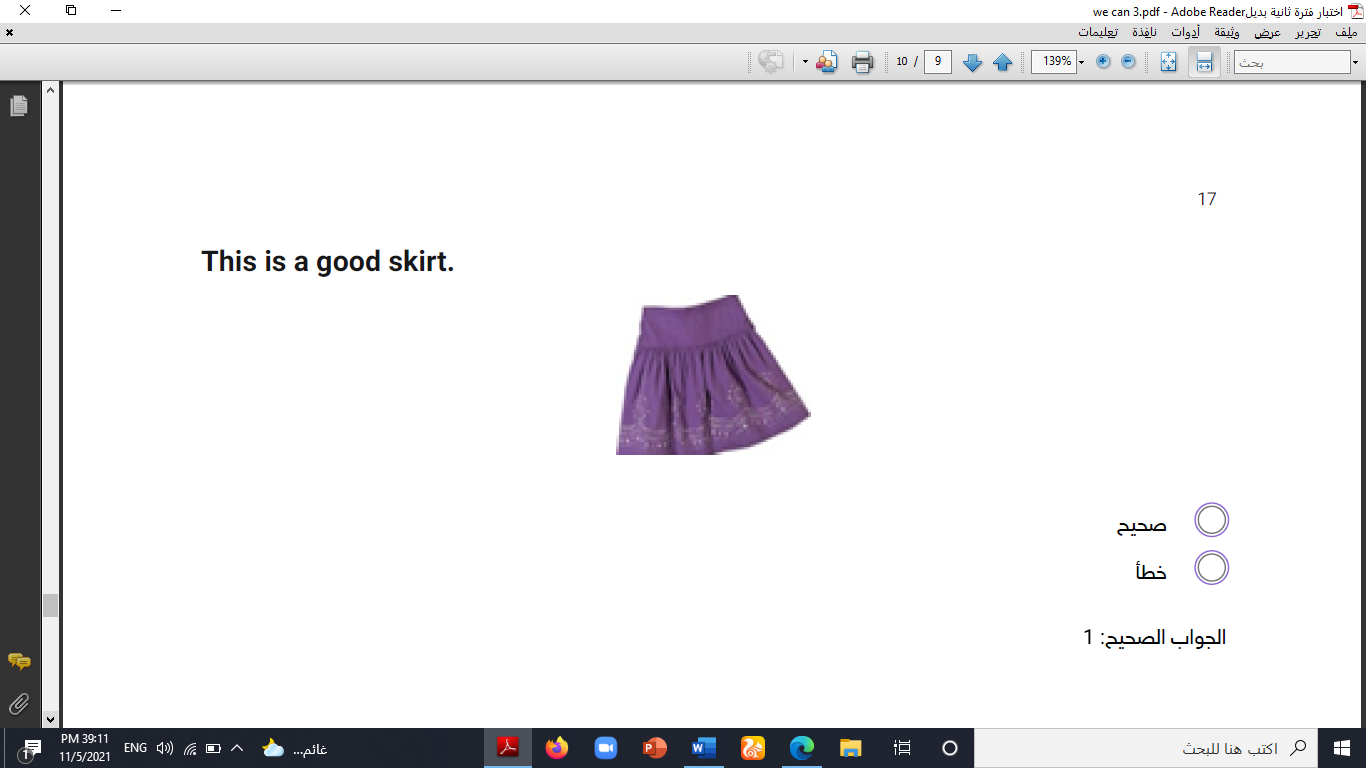 اختبار فترة ثانية بديلwe can 3.pdf - Adobe Reader
ملف تحرير عرض وثيقة أدوات نافذة تعليمات
10 / 9
139%
بحث
17
This is a good skirt.
صحيح
خطأ
الجواب الصحيح: 1
PM 39:11
11/5/2021
ENG
غائم...
اكتب هنا للبحث
1